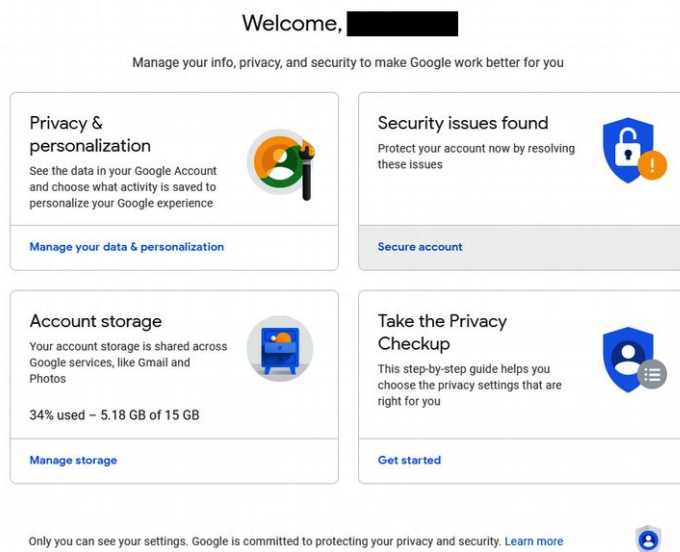 Welcome,
Manage your info, privacy, and security to make Google work better for you
Privacy &
personalization
See the data in your Google Account
and choose what activity is saved to
personalize your Google experience
Manage your data & personalization
Security issues found
Protect your account now by resolving
these issues
Secure account
Account storage
Your account storage is shared across
Google services, like Gmail and
Photos
34% used – 5.18 GB of 15 GB
Manage storage
Take the Privacy
Checkup
This step-by-step guide helps you
choose the privacy settings that are
right for you
Get started
Only you can see your settings. Google is committed to protecting your privacy and security. Learn more